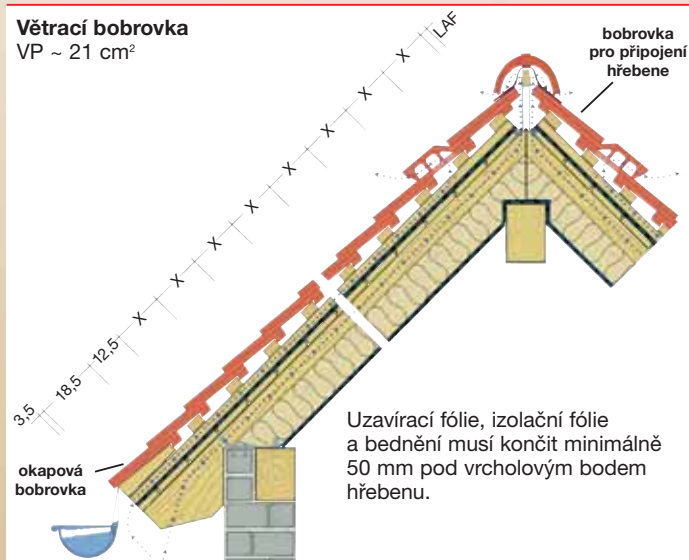 Větrací bobrovka
VP ~ 21 cm²
bobrovka
pro připojení
hřebene
LAF
X
X
X
X
X
X
X
X
12,5
18,5
3,5
okapová
bobrovka
Uzavírací fólie, izolační fólie
a bednění musí končit minimálně
50 mm pod vrcholovým bodem
hřebenu.